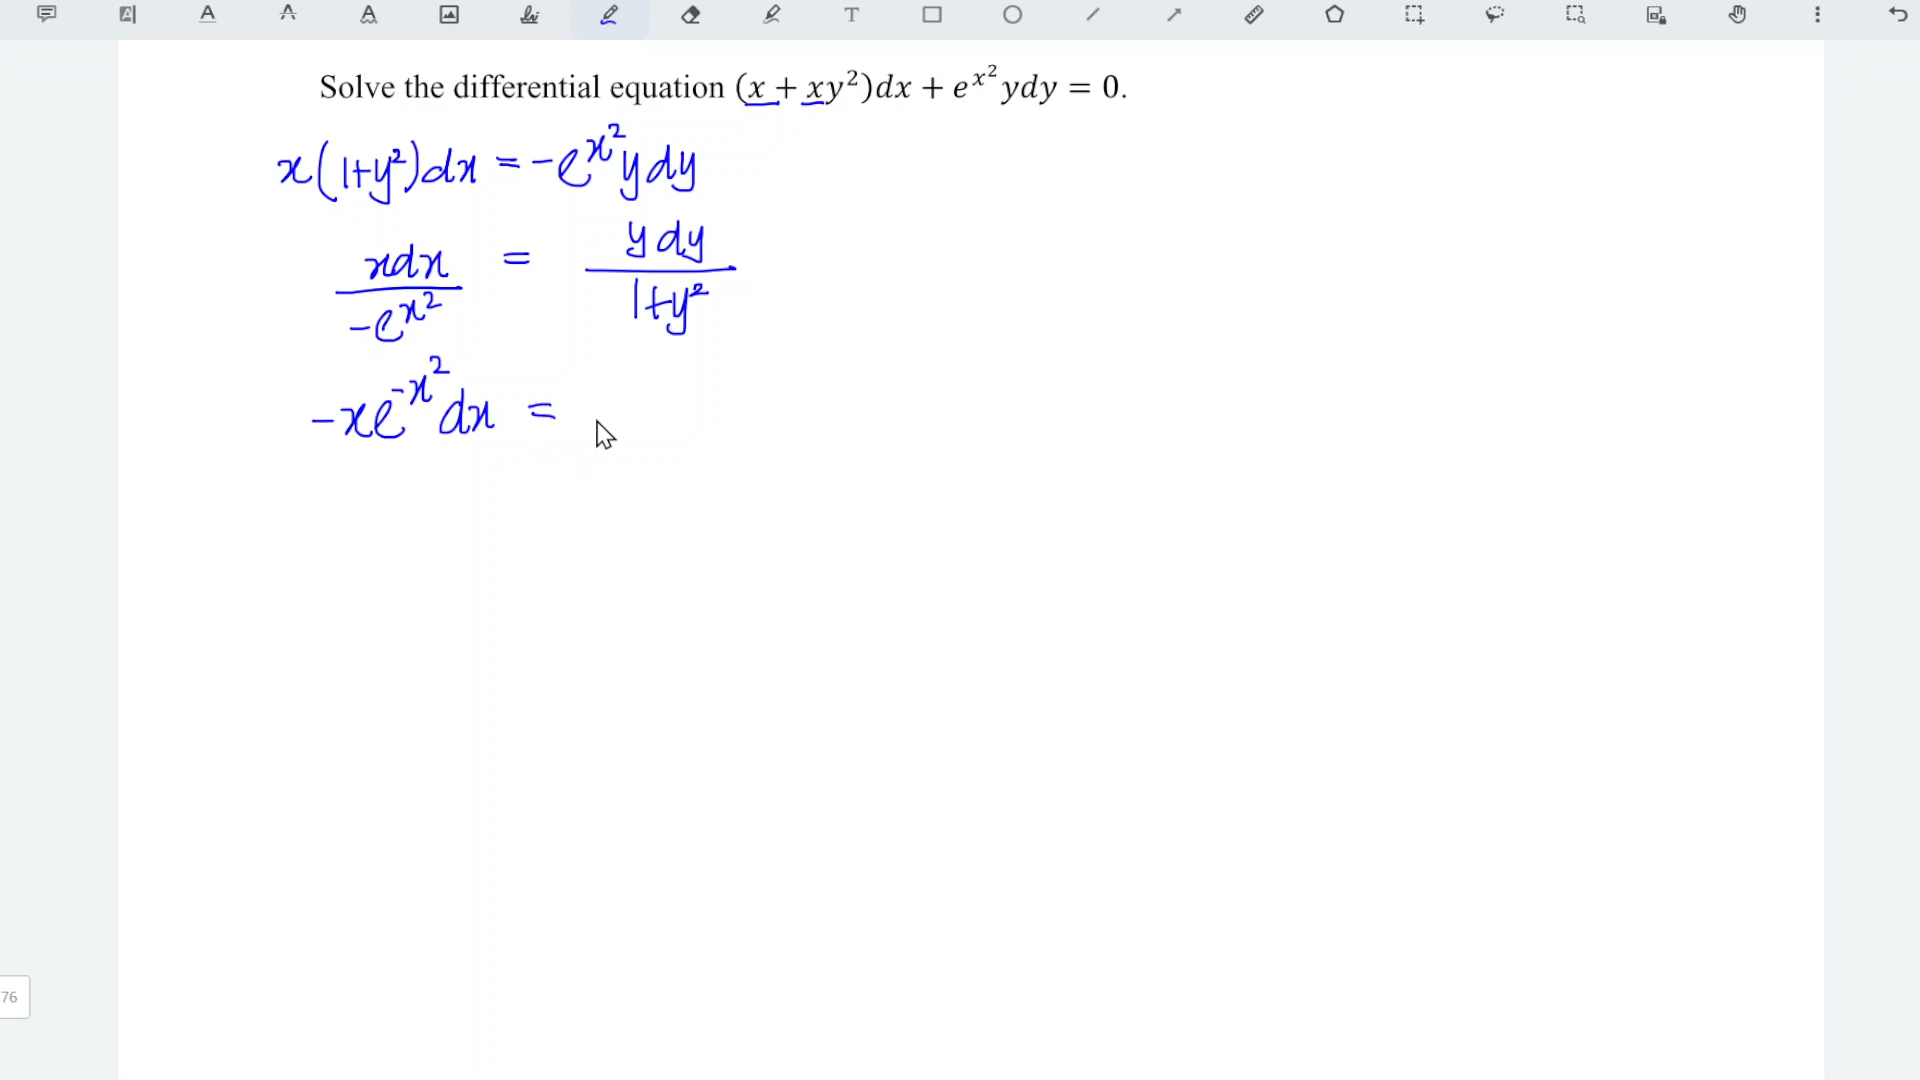 Solve the differential equation (x + xy²)dx + e^{x²}ydy = 0.
x(1+y²)dx = -e^{x²}ydy
xdx/-e^{x²} = ydy/1+y²
-xe^{-x²}dx =
76